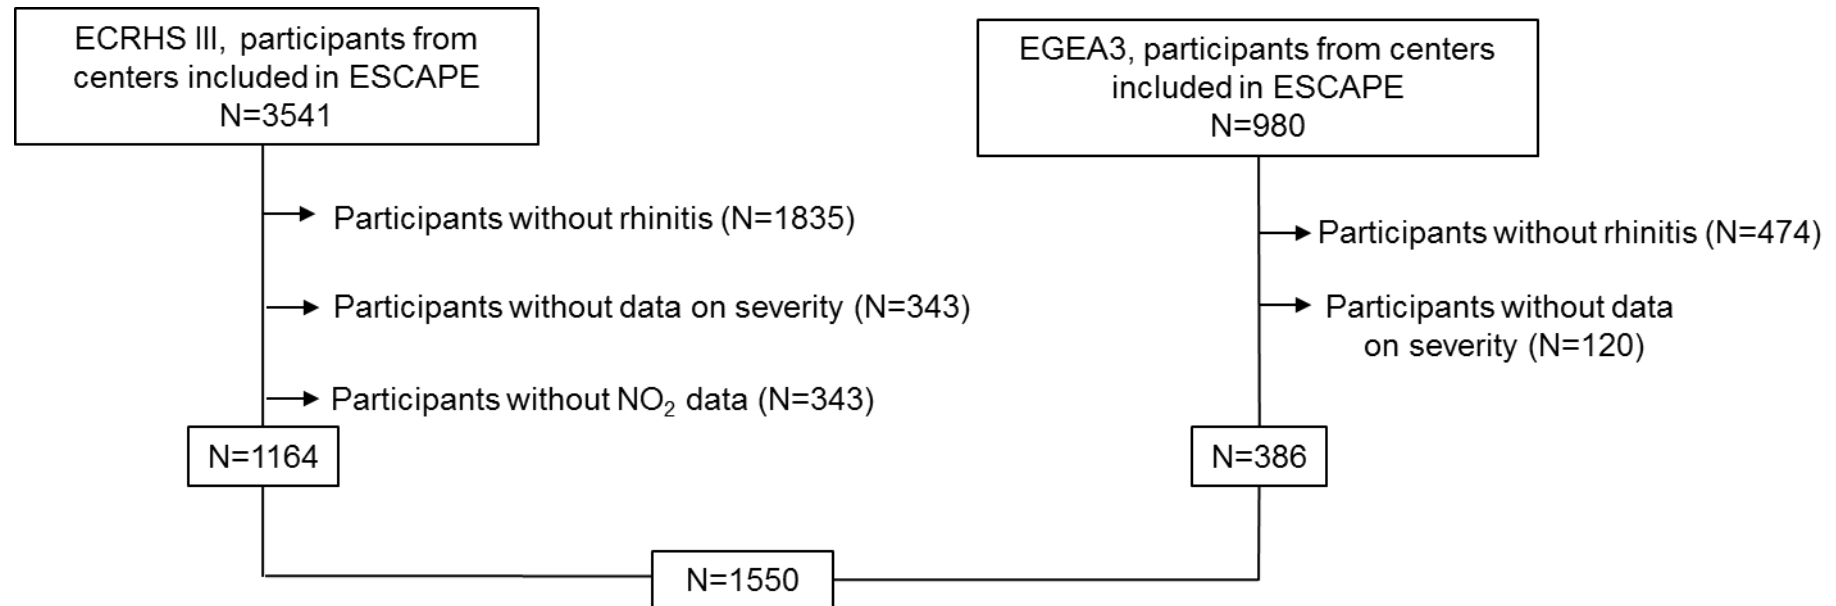 ECRHS III, participants from
centers included in ESCAPE
N=3541
EGEA3, participants from centers
included in ESCAPE
N=980
Participants without rhinitis (N=1835)
Participants without rhinitis (N=474)
Participants without data on severity (N=343)
Participants without data
on severity (N=120)
Participants without NO₂ data (N=343)
N=1164
N=386
N=1550